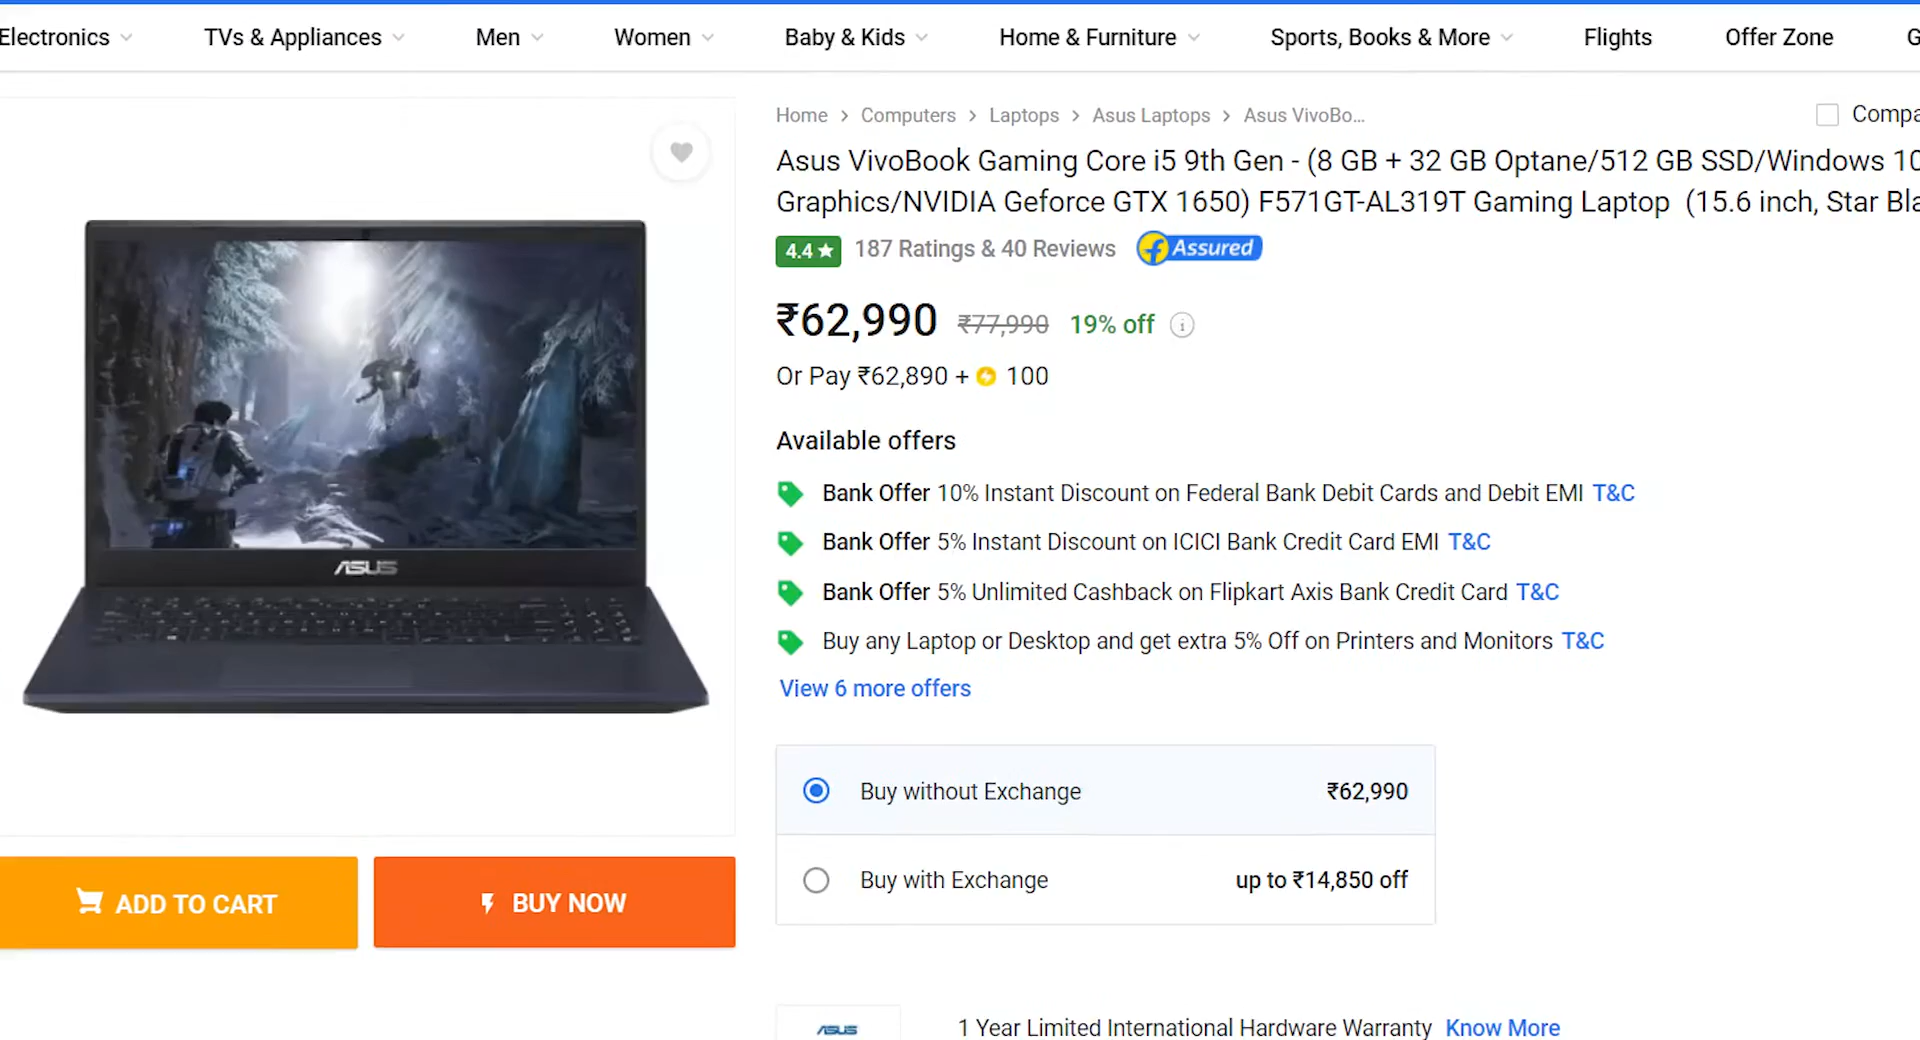 Electronics
TVs & Appliances
Men
Women
Baby & Kids
Home & Furniture
Sports, Books & More
Flights
Offer Zone
Home > Computers > Laptops > Asus Laptops > Asus VivoBo...
Asus VivoBook Gaming Core i5 9th Gen - (8 GB + 32 GB Optane/512 GB SSD/Windows 10
Graphics/NVIDIA Geforce GTX 1650) F571GT-AL319T Gaming Laptop (15.6 inch, Star
4.4 ★ 187 Ratings & 40 Reviews Assured
₹62,990 ₹77,990 19% off
Or Pay ₹62,890 + 100
Available offers
Bank Offer 10% Instant Discount on Federal Bank Debit Cards and Debit EMI T&C
Bank Offer 5% Instant Discount on ICICI Bank Credit Card EMI T&C
Bank Offer 5% Unlimited Cashback on Flipkart Axis Bank Credit Card T&C
Buy any Laptop or Desktop and get extra 5% Off on Printers and Monitors T&C
View 6 more offers
Buy without Exchange ₹62,990
Buy with Exchange up to ₹14,850 off
ASUS
ADD TO CART
BUY NOW
ASUS
1 Year Limited International Hardware Warranty Know More